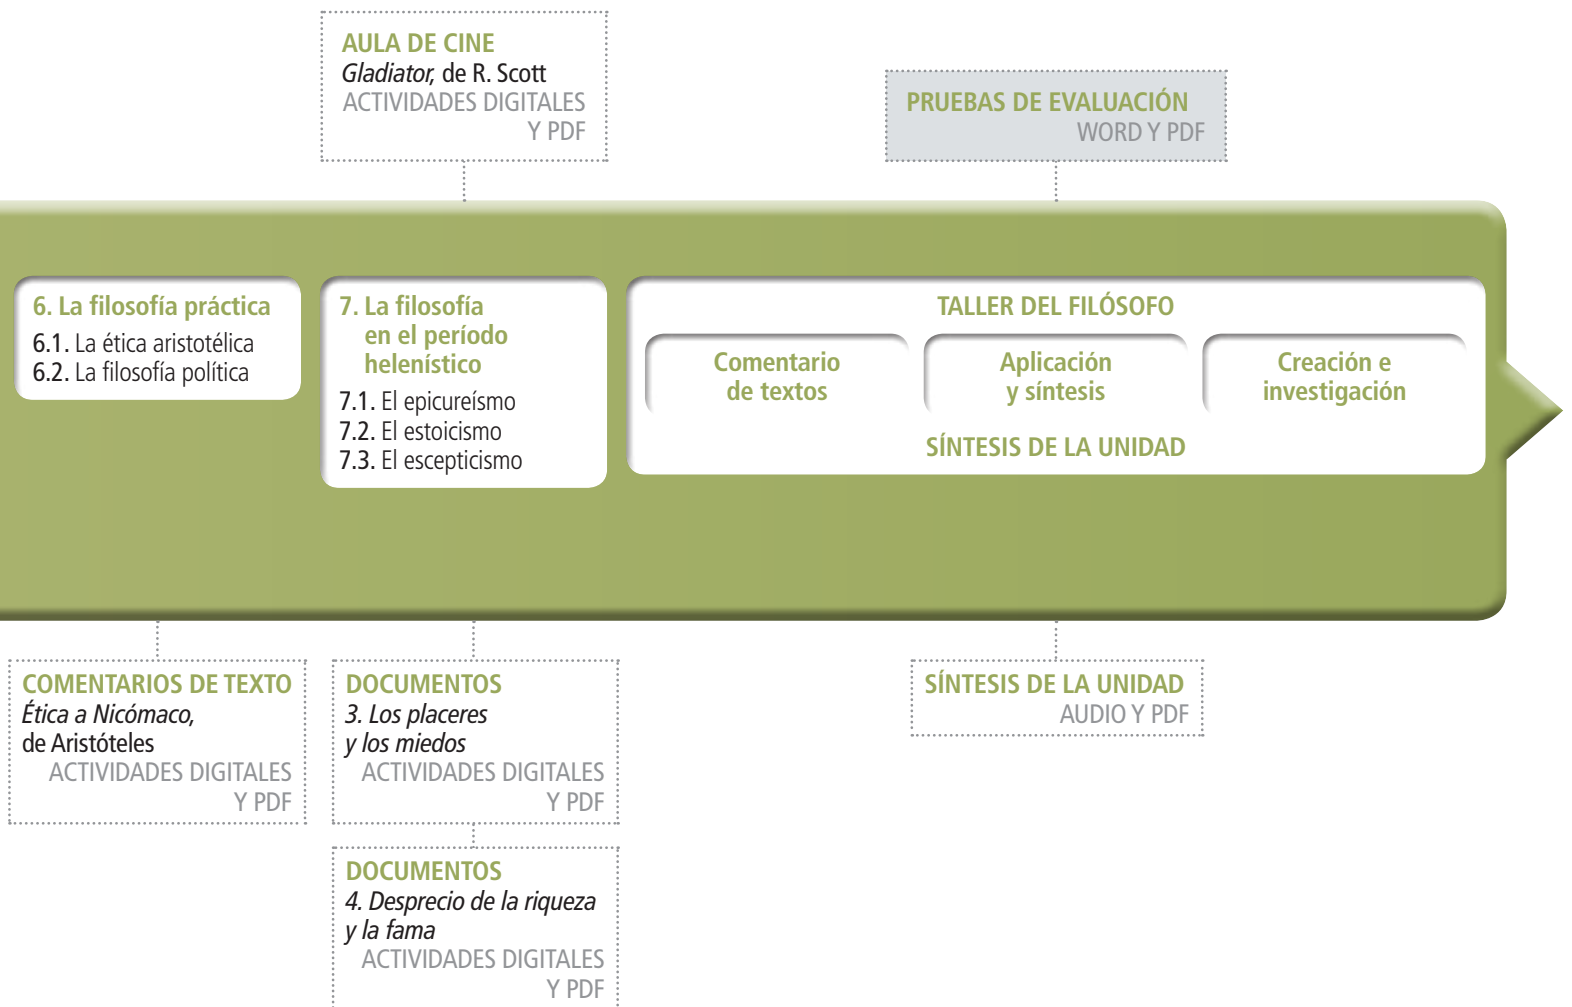 AULA DE CINE
Gladiator, de R. Scott
ACTIVIDADES DIGITALES
Y PDF
PRUEBAS DE EVALUACIÓN
WORD Y PDF
6. La filosofía práctica
6.1. La ética aristotélica
6.2. La filosofía política
7. La filosofía
en el período
helenístico
7.1. El epicureísmo
7.2. El estoicismo
7.3. El escepticismo
TALLER DEL FILÓSOFO
Comentario
de textos
Aplicación
y síntesis
Creación e
investigación
SÍNTESIS DE LA UNIDAD
COMENTARIOS DE TEXTO
Ética a Nicómaco,
de Aristóteles
ACTIVIDADES DIGITALES
Y PDF
DOCUMENTOS
3. Los placeres
y los miedos
ACTIVIDADES DIGITALES
Y PDF
DOCUMENTOS
4. Desprecio de la riqueza
y la fama
ACTIVIDADES DIGITALES
Y PDF
SÍNTESIS DE LA UNIDAD
AUDIO Y PDF